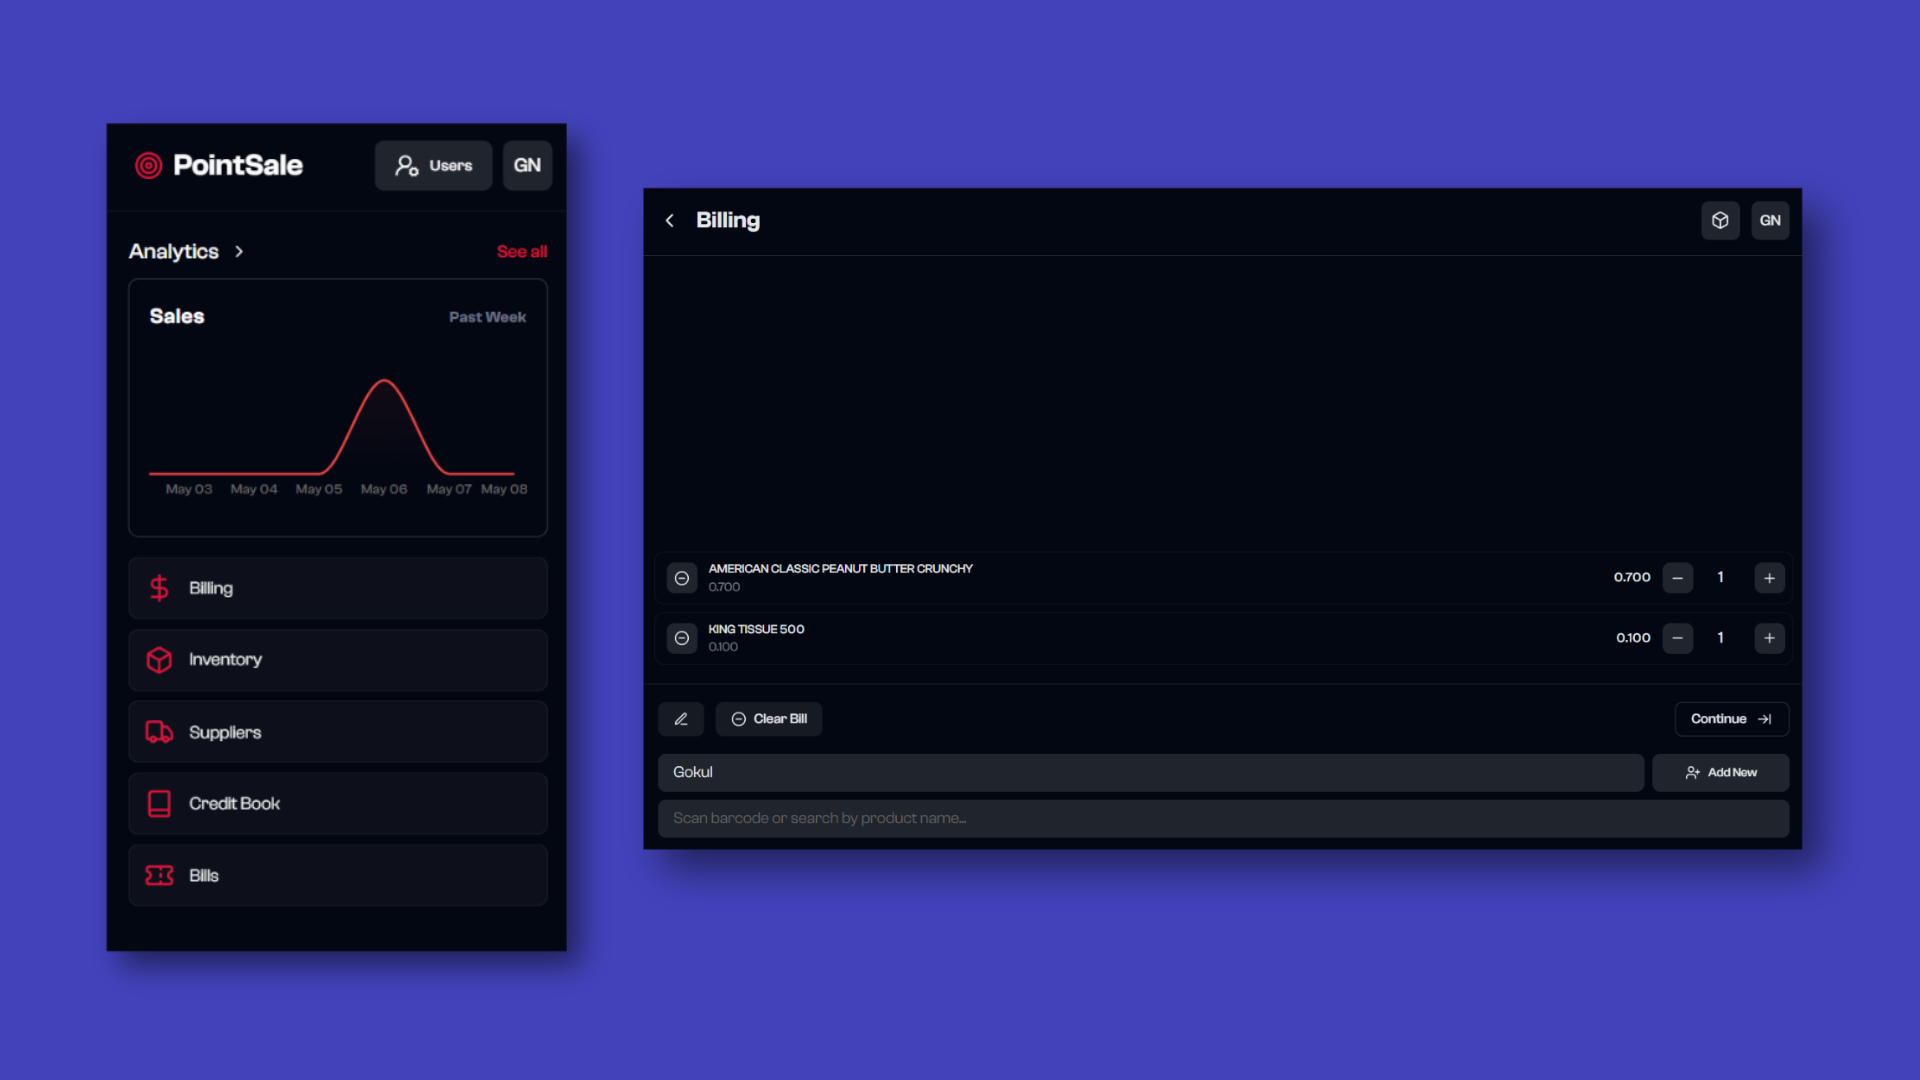 PointSale
Users
GN
Analytics
See all
Sales
Past Week
May 03 May 04 May 05 May 06 May 07 May 08
Billing
Inventory
Suppliers
Credit Book
Bills
Billing
GN
AMERICAN CLASSIC PEANUT BUTTER CRUNCHY
0.700
0.700
1
KING TISSUE 500
0.100
0.100
1
Clear Bill
Continue
Gokul
Add New
Scan barcode or search by product name...